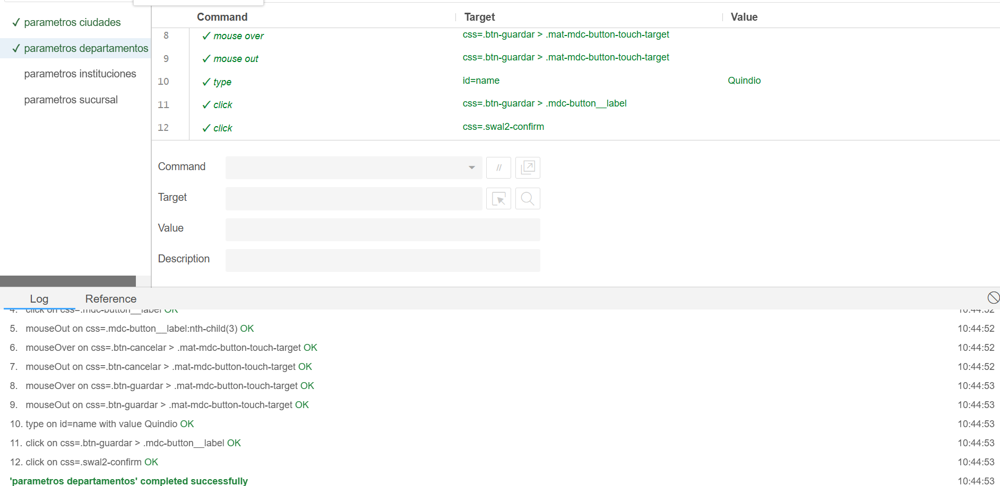 ✓ parametros ciudades
✓ parametros departamentos
parametros instituciones
parametros sucursal
Command Target Value
8 ✓ mouse over css=.btn-guardar > .mat-mdc-button-touch-target
9 ✓ mouse out css=.btn-guardar > .mat-mdc-button-touch-target
10 ✓ type id=name Quindio
11 ✓ click css=.btn-guardar > .mdc-button__label
12 ✓ click css=.swal2-confirm
Command //
Target
Value
Description
Log Reference
4. click on css=.mdc-button__label OK 10:44:52
5. mouseOut on css=.mdc-button__label:nth-child(3) OK 10:44:52
6. mouseOver on css=.btn-cancelar > .mat-mdc-button-touch-target OK 10:44:52
7. mouseOut on css=.btn-cancelar > .mat-mdc-button-touch-target OK 10:44:52
8. mouseOver on css=.btn-guardar > .mat-mdc-button-touch-target OK 10:44:53
9. mouseOut on css=.btn-guardar > .mat-mdc-button-touch-target OK 10:44:53
10. type on id=name with value Quindio OK 10:44:53
11. click on css=.btn-guardar > .mdc-button__label OK 10:44:53
12. click on css=.swal2-confirm OK 10:44:53
'parametros departamentos' completed successfully 10:44:53